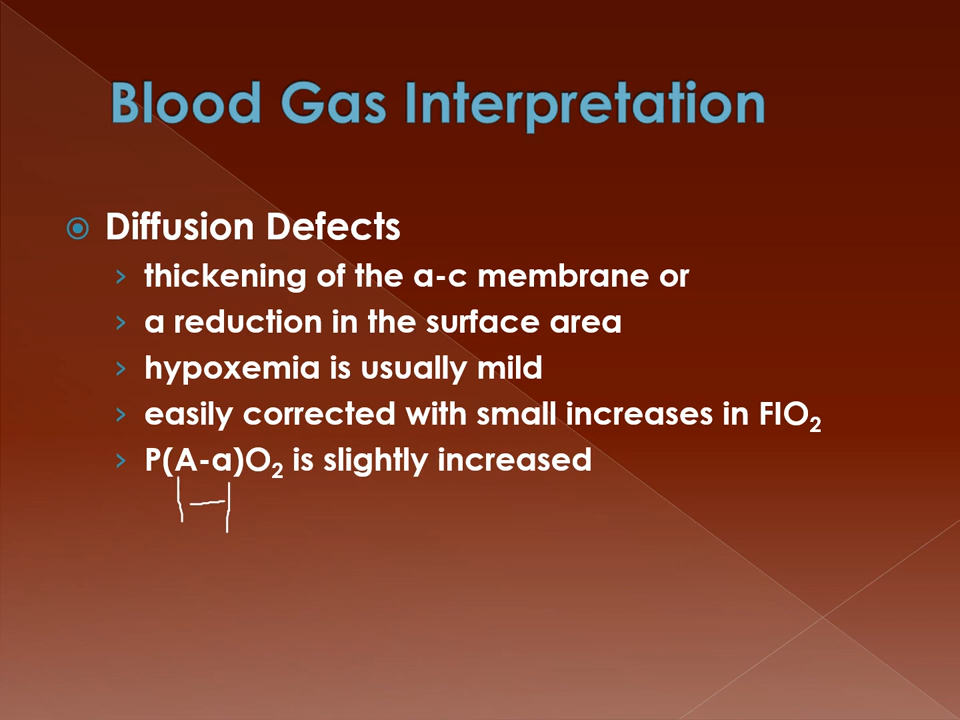 Blood Gas Interpretation
Diffusion Defects
thickening of the a-c membrane or
a reduction in the surface area
hypoxemia is usually mild
easily corrected with small increases in FIO₂
P(A-a)O₂ is slightly increased